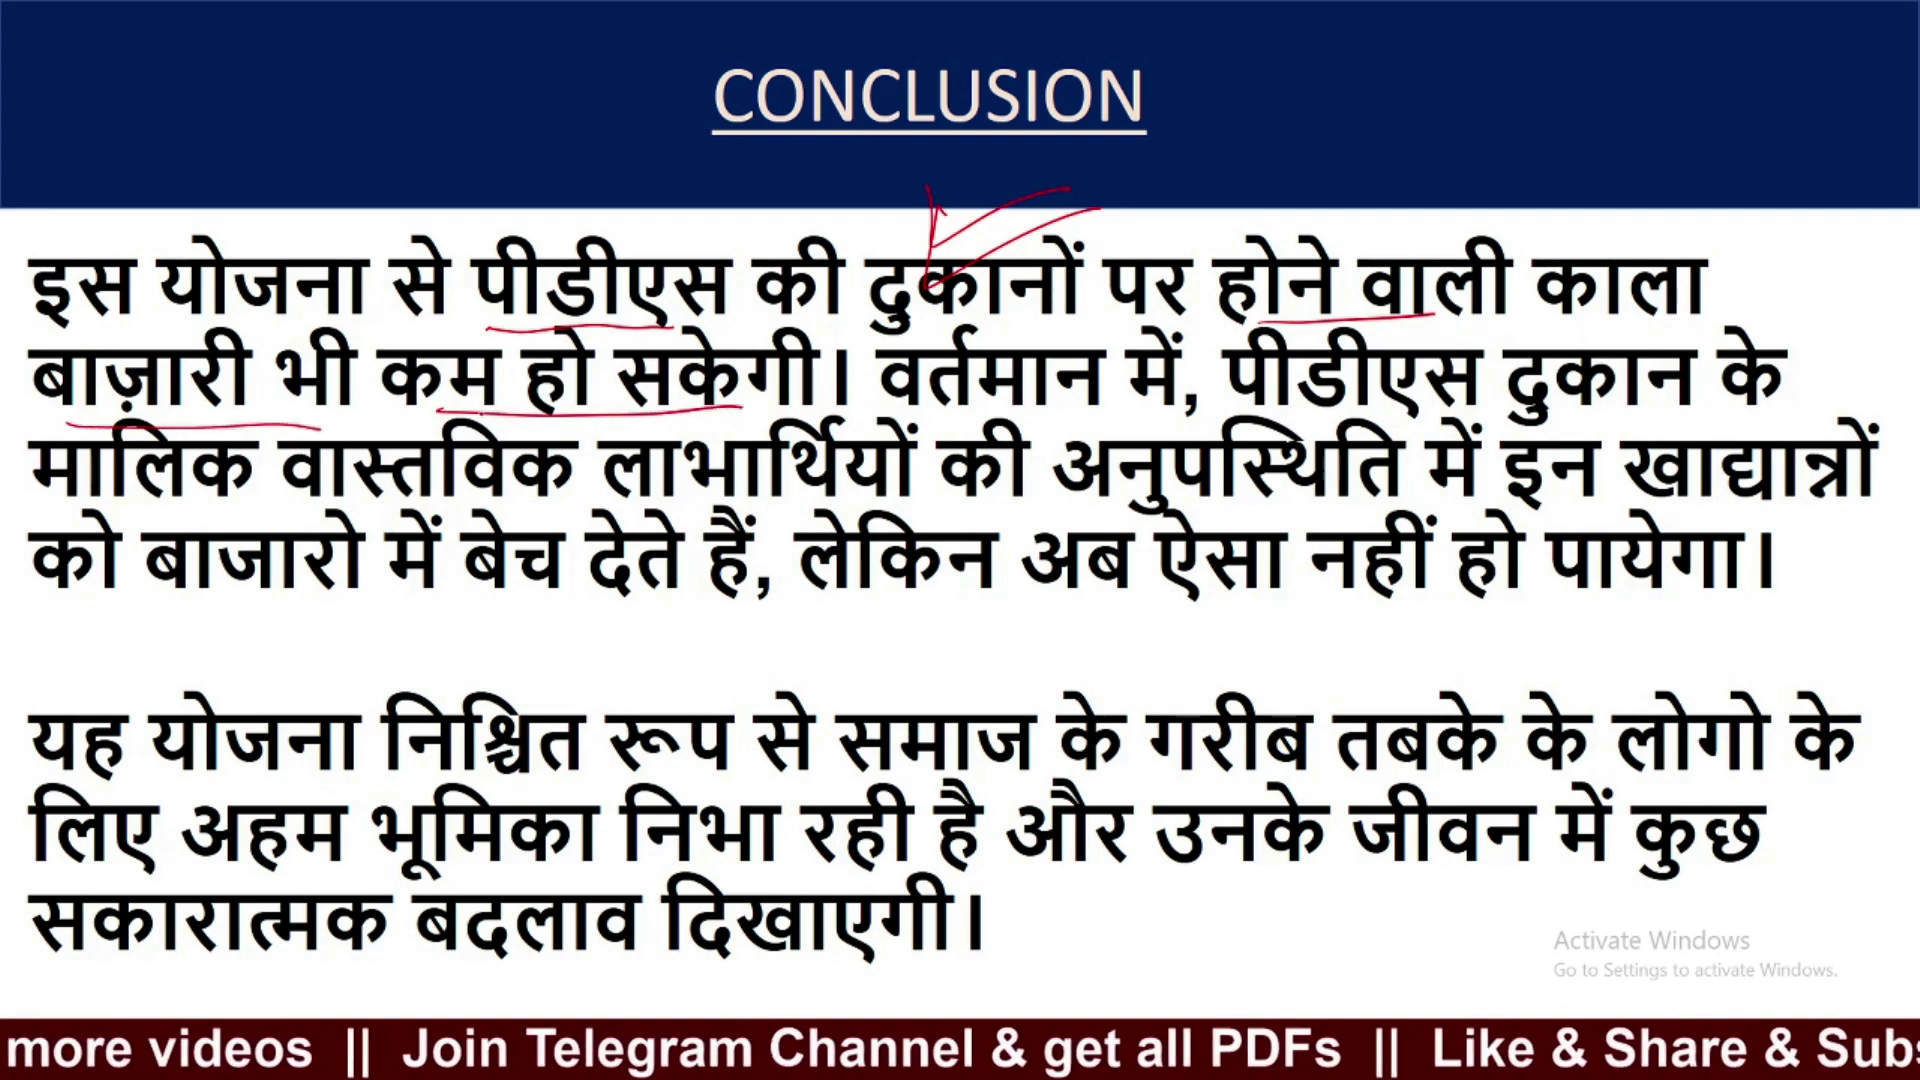 CONCLUSION
इस योजना से पीडीएस की दुकानों पर होने वाली काला
बाज़ारी भी कम हो सकेगी। वर्तमान में, पीडीएस दुकान के
मालिक वास्तविक लाभार्थियों की अनुपस्थिति में इन खाद्यान्नों
को बाजारो में बेच देते हैं, लेकिन अब ऐसा नहीं हो पायेगा।
यह योजना निश्चित रूप से समाज के गरीब तबके के लोगो के
लिए अहम भूमिका निभा रही है और उनके जीवन में कुछ
सकारात्मक बदलाव दिखाएगी।
Activate Windows
Go to Settings to activate Windows.
more videos || Join Telegram Channel & get all PDFs || Like & Share & Subs